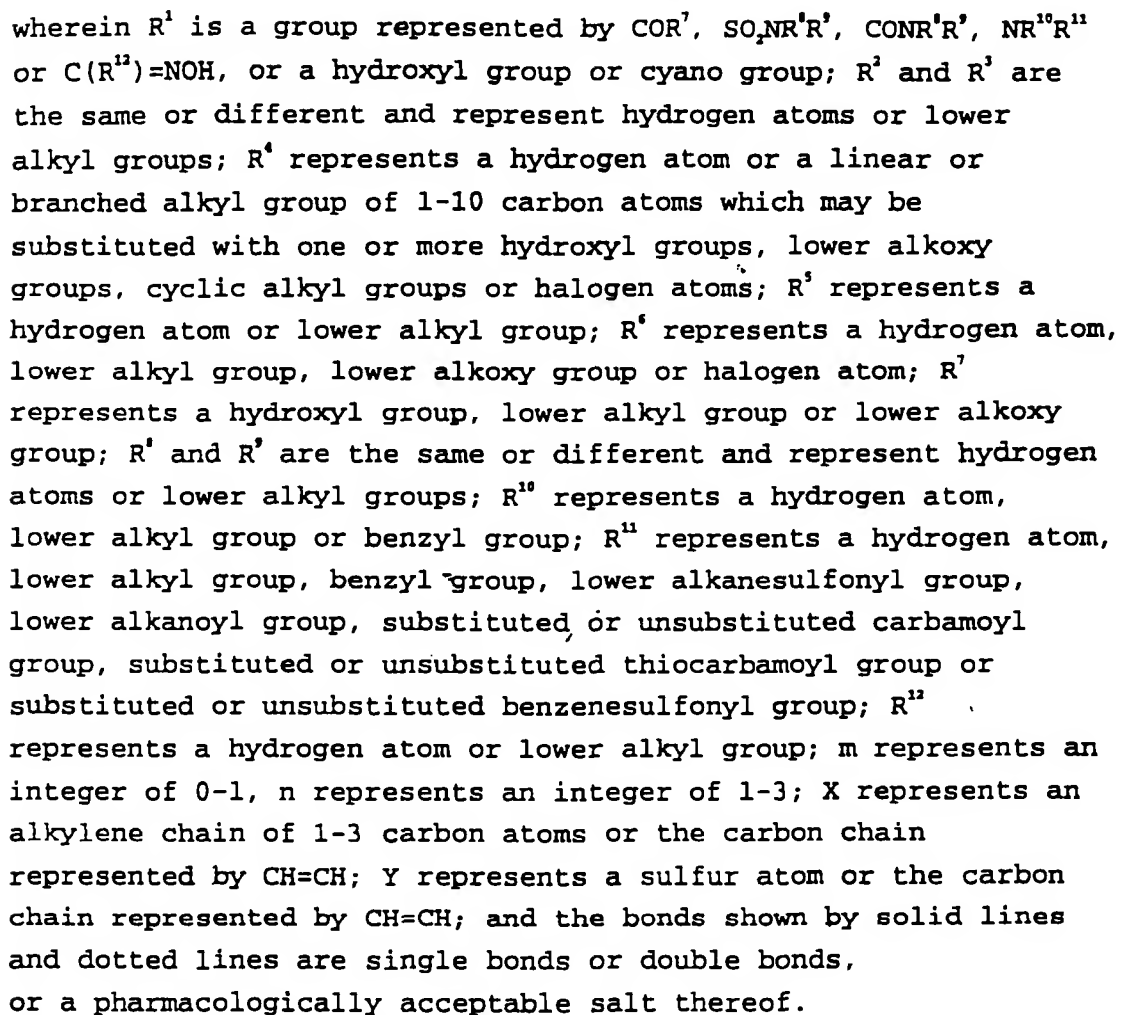 wherein R¹ is a group represented by COR⁷, SO₂NR⁸R⁹, CONR⁸R⁹, NR¹⁰R¹¹
or C(R¹²)=NOH, or a hydroxyl group or cyano group; R² and R³ are
the same or different and represent hydrogen atoms or lower
alkyl groups; R⁴ represents a hydrogen atom or a linear or
branched alkyl group of 1-10 carbon atoms which may be
substituted with one or more hydroxyl groups, lower alkoxy
groups, cyclic alkyl groups or halogen atoms; R⁵ represents a
hydrogen atom or lower alkyl group; R⁶ represents a hydrogen atom,
lower alkyl group, lower alkoxy group or halogen atom; R⁷
represents a hydroxyl group, lower alkyl group or lower alkoxy
group; R⁸ and R⁹ are the same or different and represent hydrogen
atoms or lower alkyl groups; R¹⁰ represents a hydrogen atom,
lower alkyl group or benzyl group; R¹¹ represents a hydrogen atom,
lower alkyl group, benzyl group, lower alkanesulfonyl group,
lower alkanoyl group, substituted or unsubstituted carbamoyl
group, substituted or unsubstituted thiocarbamoyl group or
substituted or unsubstituted benzenesulfonyl group; R¹²
represents a hydrogen atom or lower alkyl group; m represents an
integer of 0-1, n represents an integer of 1-3; X represents an
alkylene chain of 1-3 carbon atoms or the carbon chain
represented by CH=CH; Y represents a sulfur atom or the carbon
chain represented by CH=CH; and the bonds shown by solid lines
and dotted lines are single bonds or double bonds,
or a pharmacologically acceptable salt thereof.